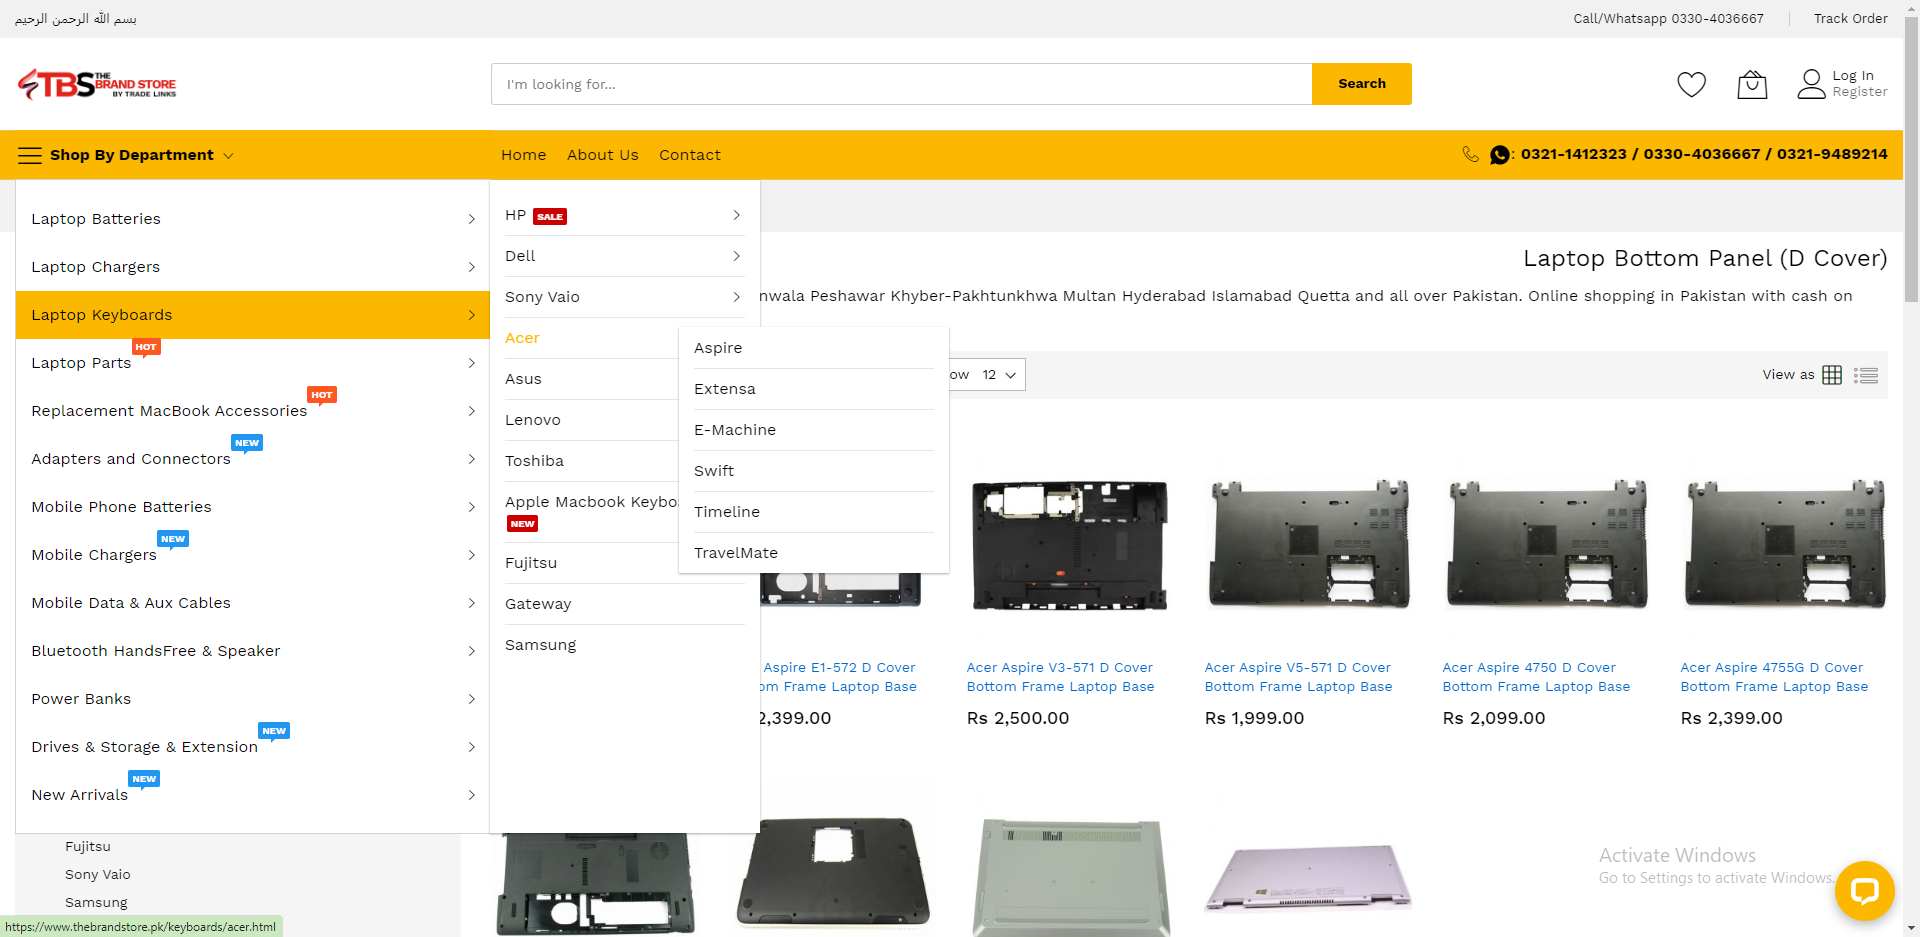 بسم الله الرحمن الرحيم
Call/Whatsapp 0330-4036667
Track Order
TBS THE BRAND STORE
BY TRADE LINKS
I'm looking for...
Search
Log In
Register
Shop By Department
Home
About Us
Contact
: 0321-1412323 / 0330-4036667 / 0321-9489214
Laptop Batteries
Laptop Chargers
Laptop Keyboards
Laptop Parts HOT
Replacement MacBook Accessories HOT
Adapters and Connectors NEW
Mobile Phone Batteries
Mobile Chargers NEW
Mobile Data & Aux Cables
Bluetooth HandsFree & Speaker
Power Banks
Drives & Storage & Extension NEW
New Arrivals NEW
HP SALE
Dell
Sony Vaio
Acer
Asus
Lenovo
Toshiba
Apple Macbook Keybo
NEW
Fujitsu
Gateway
Samsung
Aspire
Extensa
E-Machine
Swift
Timeline
TravelMate
Laptop Bottom Panel (D Cover)
nwala Peshawar Khyber-Pakhtunkhwa Multan Hyderabad Islamabad Quetta and all over Pakistan. Online shopping in Pakistan with cash on
ow 12
View as
Aspire E1-572 D Cover
om Frame Laptop Base
2,399.00
Acer Aspire V3-571 D Cover
Bottom Frame Laptop Base
Rs 2,500.00
Acer Aspire V5-571 D Cover
Bottom Frame Laptop Base
Rs 1,999.00
Acer Aspire 4750 D Cover
Bottom Frame Laptop Base
Rs 2,099.00
Acer Aspire 4755G D Cover
Bottom Frame Laptop Base
Rs 2,399.00
Fujitsu
Sony Vaio
Samsung
Activate Windows
Go to Settings to activate Windows.
https://www.thebrandstore.pk/keyboards/acer.html